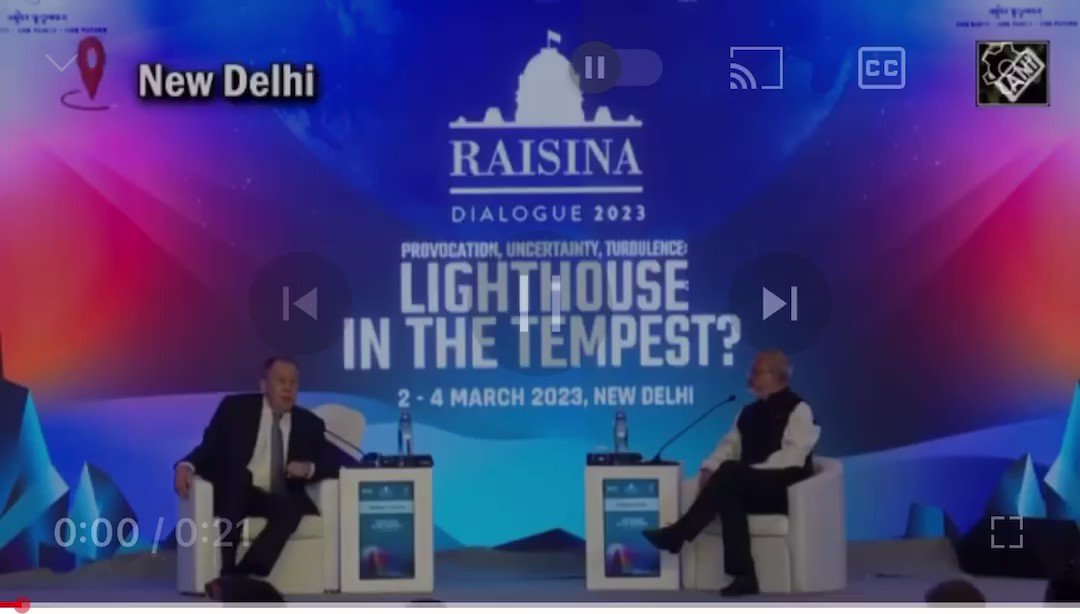 New Delhi
CC
ANI
RAISINA
DIALOGUE 2023
PROVOCATION, UNCERTAINTY, TURBULENCE:
LIGHTHOUSE
IN THE TEMPEST?
2 - 4 MARCH 2023, NEW DELHI
0:00 / 0:21